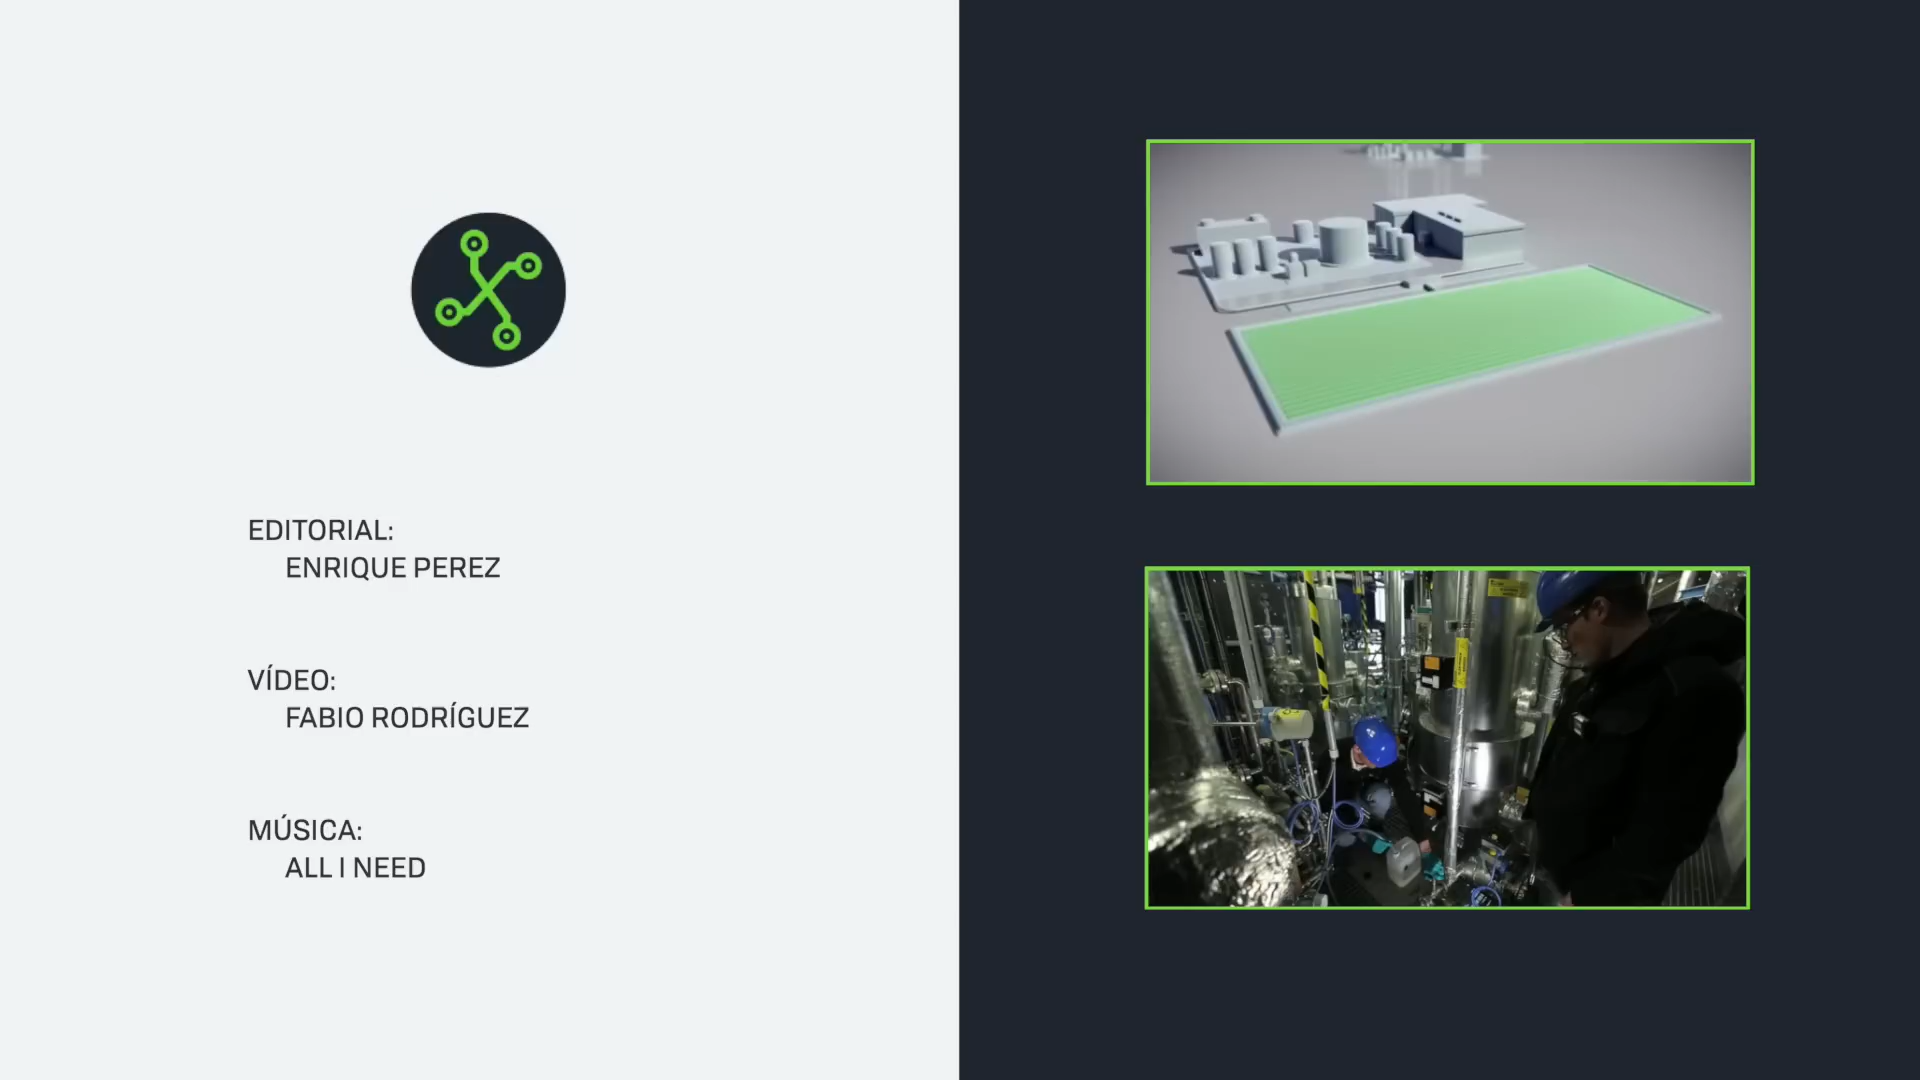 EDITORIAL:
ENRIQUE PEREZ
VÍDEO:
FABIO RODRÍGUEZ
MÚSICA:
ALL I NEED